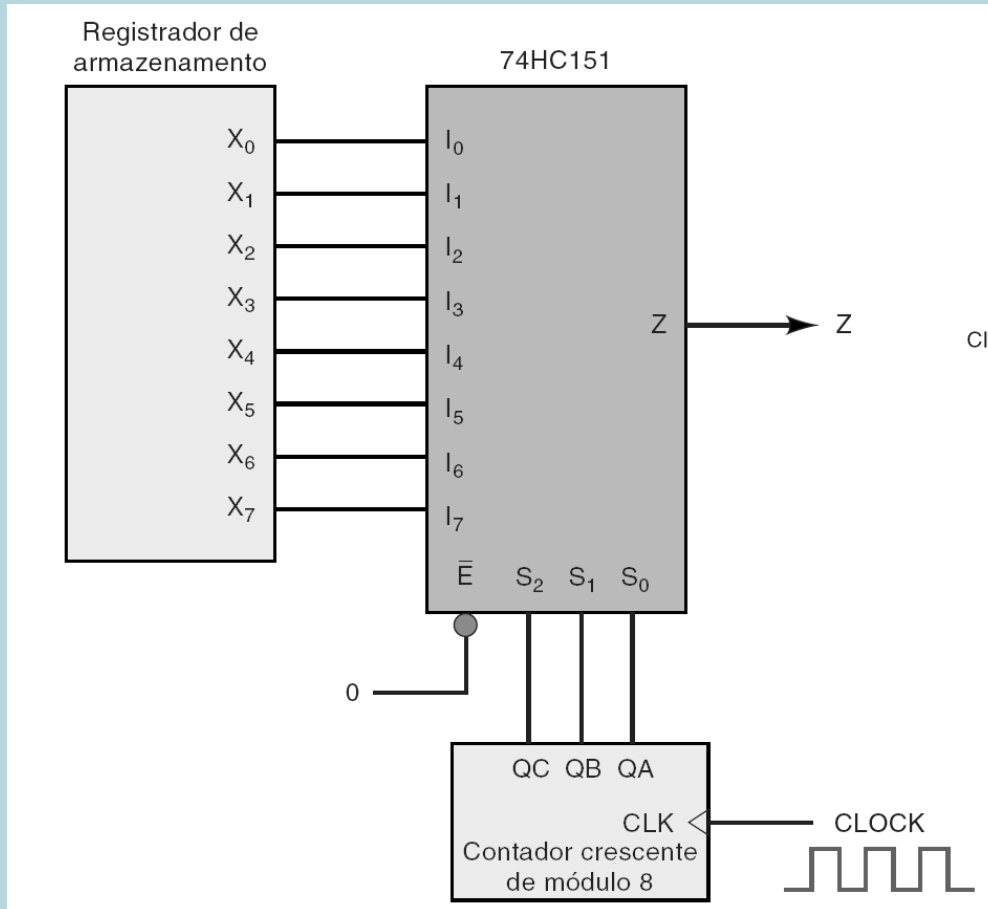 Registrador de
armazenamento
74HC151
X₀ I₀
X₁ I₁
X₂ I₂
X₃ I₃
Z Z
Cl
X₄ I₄
X₅ I₅
X₆ I₆
X₇ I₇
E̅ S₂ S₁ S₀
0
QC QB QA
CLK CLOCK
Contador crescente
de módulo 8